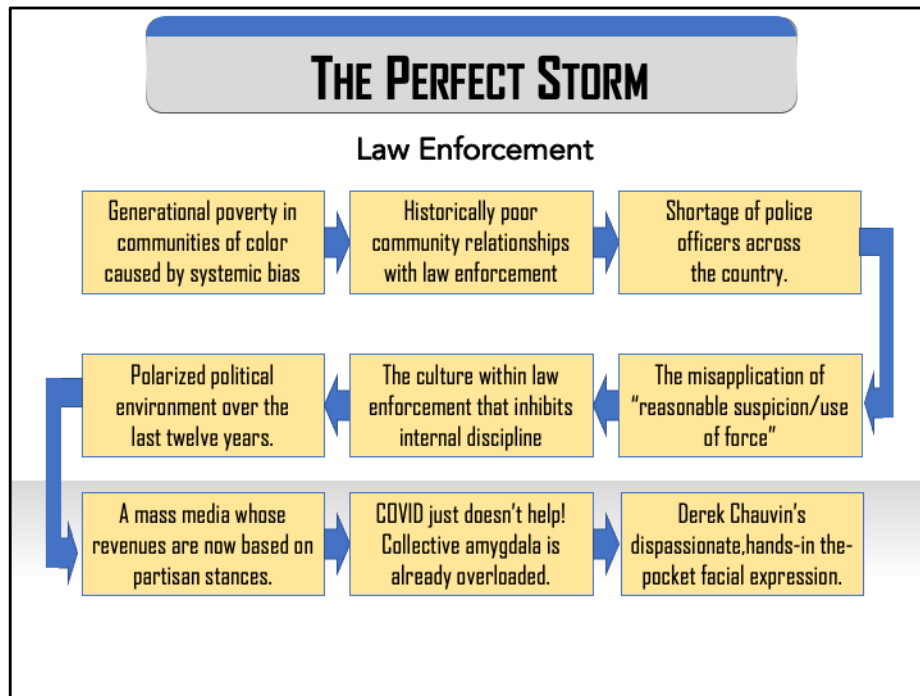 THE PERFECT STORM
Law Enforcement
Generational poverty in
communities of color
caused by systemic bias
Historically poor
community relationships
with law enforcement
Shortage of police
officers across
the country.
The misapplication of
“reasonable suspicion/use
of force”
The culture within law
enforcement that inhibits
internal discipline
Polarized political
environment over the
last twelve years.
A mass media whose
revenues are now based on
partisan stances.
COVID just doesn’t help!
Collective amygdala is
already overloaded.
Derek Chauvin’s
dispassionate,hands-in the-
pocket facial expression.